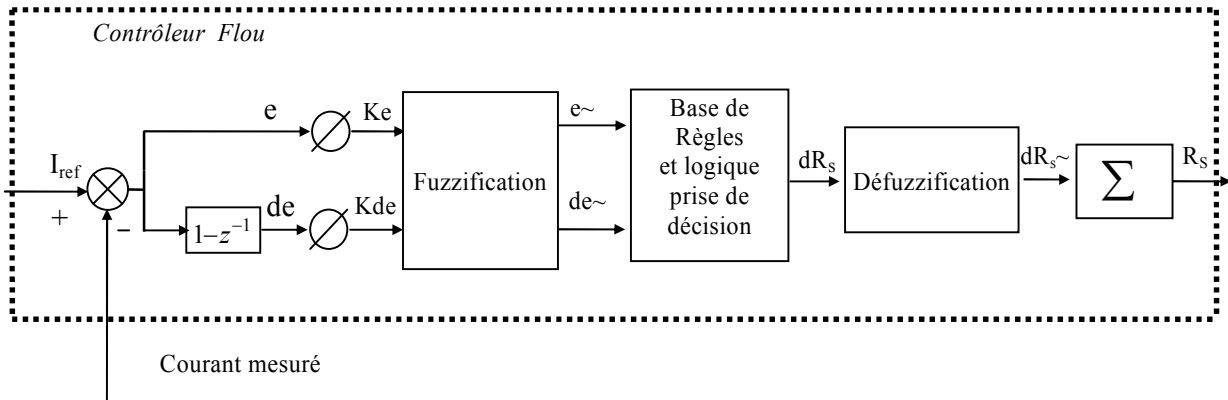 Contrôleur Flou
e
Ke
e~
Base de
Règles
et logique
prise de
décision
I_ref
+
−
Fuzzification
dR_s
Défuzzification
dR_s~
∑
R_S
de
Kde
de~
1−z⁻¹
Courant mesuré